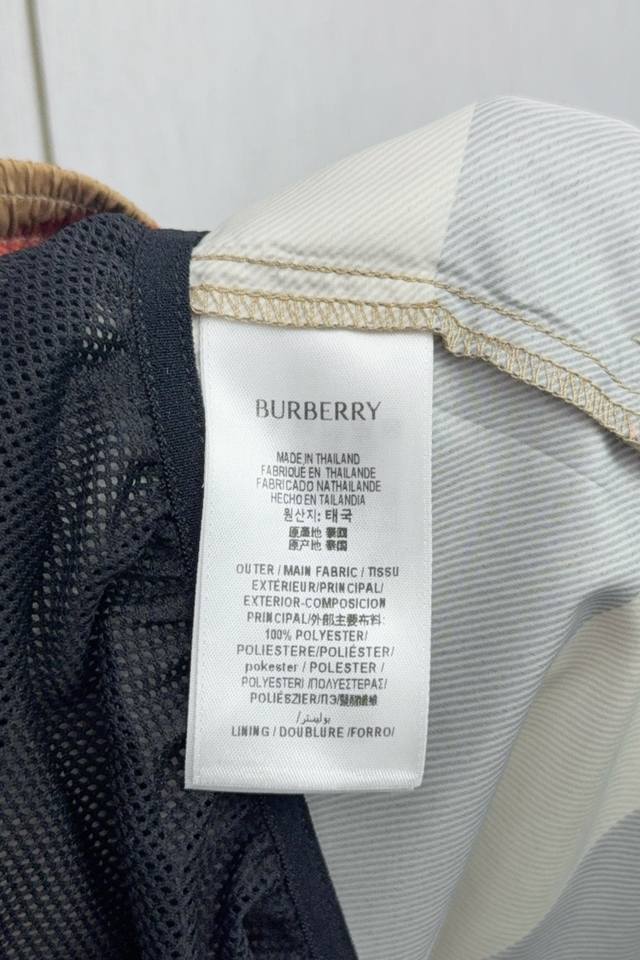 BURBERRY
MADE IN THAILAND
FABRIQUE EN THAILANDE
FABRICADO NATHAILANDE
HECHO EN TAILANDIA
원산지: 태국
原產地 泰國
原产地 泰国
OUTER / MAIN FABRIC / TISSU
EXTÉRIEUR/PRINCIPAL/
EXTERIOR-COMPOSICION
PRINCIPAL/外部主要布料:
100% POLYESTER/
POLIESTERE/POLIÉSTER/
pokester / POLESTER /
POLYESTERI /ΠΟΛΥΕΣΤΕΡΑΣ/
POLIÉSZIER/ПЭ/聚酯纖維
بوليستر/
LINING / DOUBLURE /FORRO/